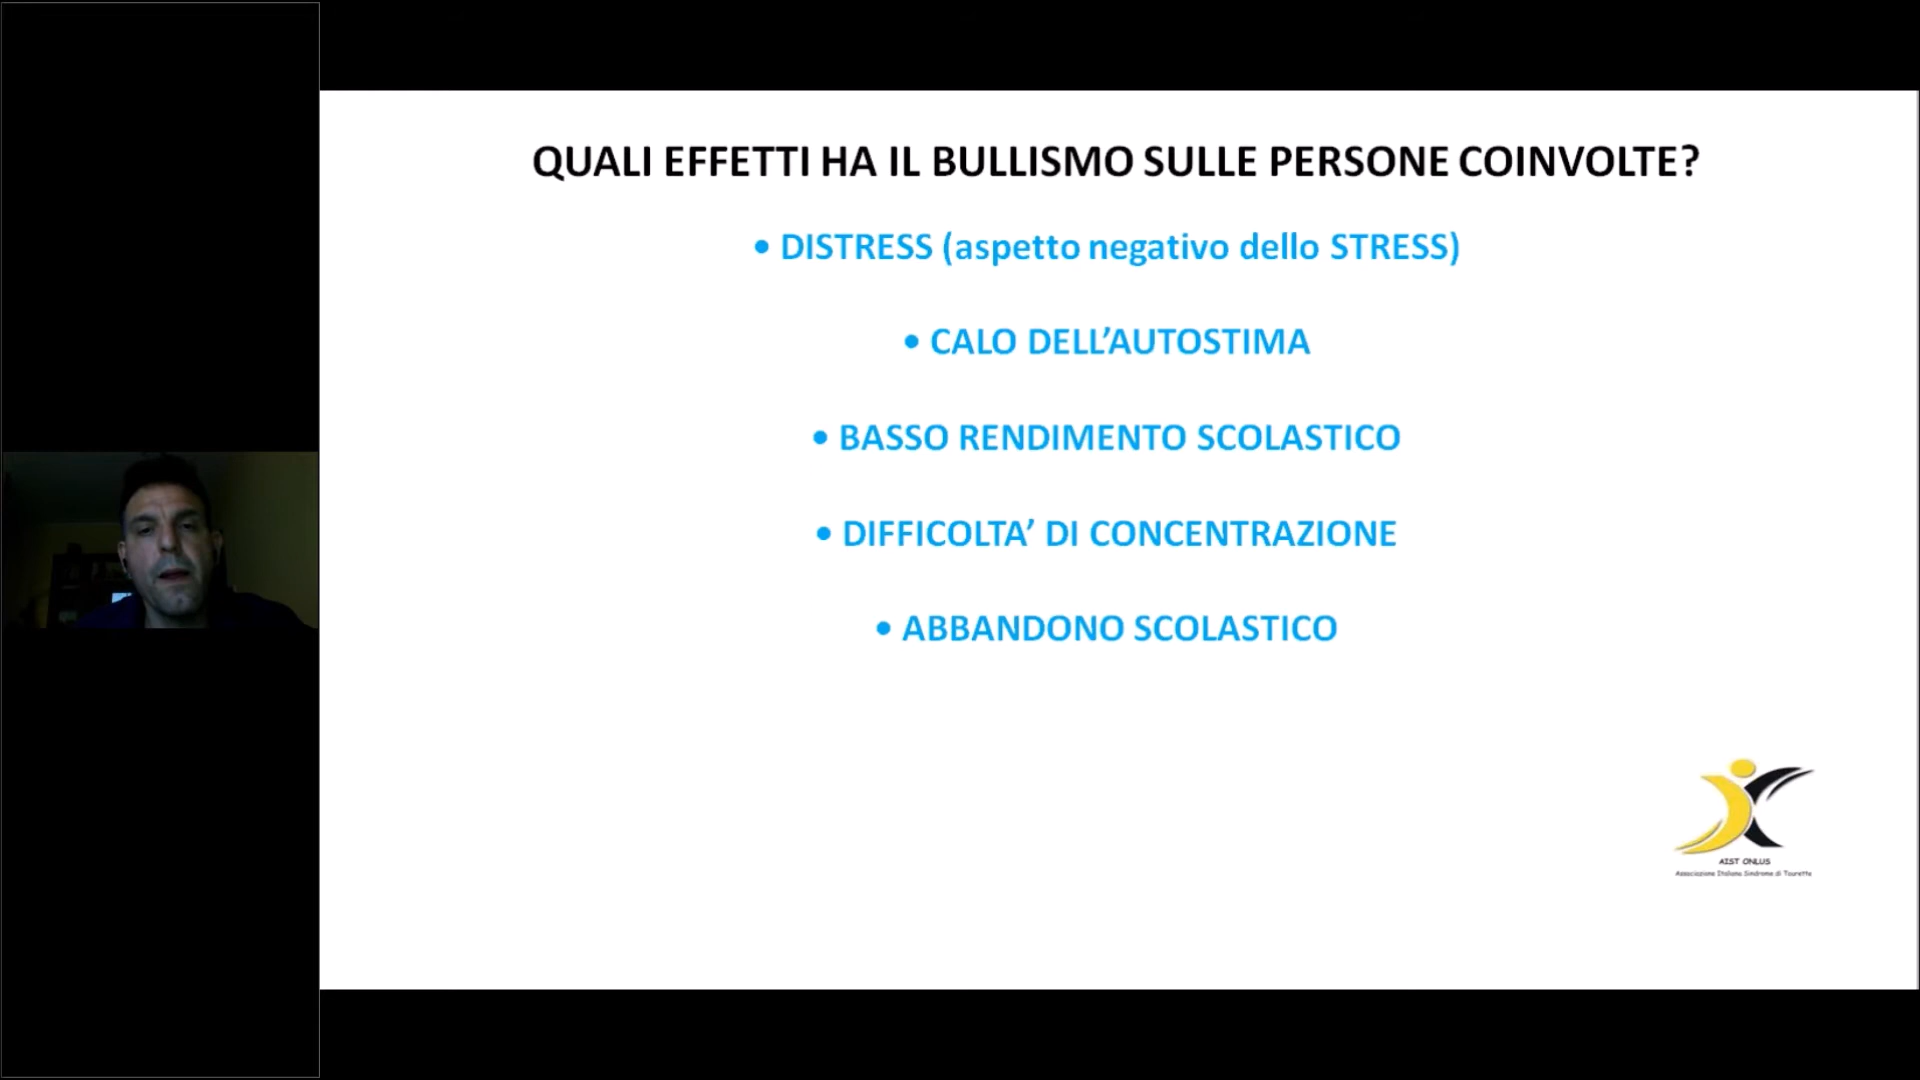 QUALI EFFETTI HA IL BULLISMO SULLE PERSONE COINVOLTE?
• DISTRESS (aspetto negativo dello STRESS)
• CALO DELL’AUTOSTIMA
• BASSO RENDIMENTO SCOLASTICO
• DIFFICOLTA’ DI CONCENTRAZIONE
• ABBANDONO SCOLASTICO
AIST ONLUS
Associazione Italiana Sindrome di Tourette